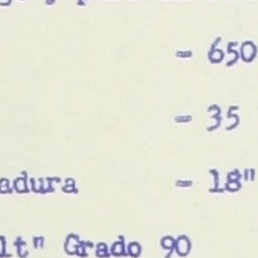 = 650
= 35
adura = 18"
lt" Grado 90